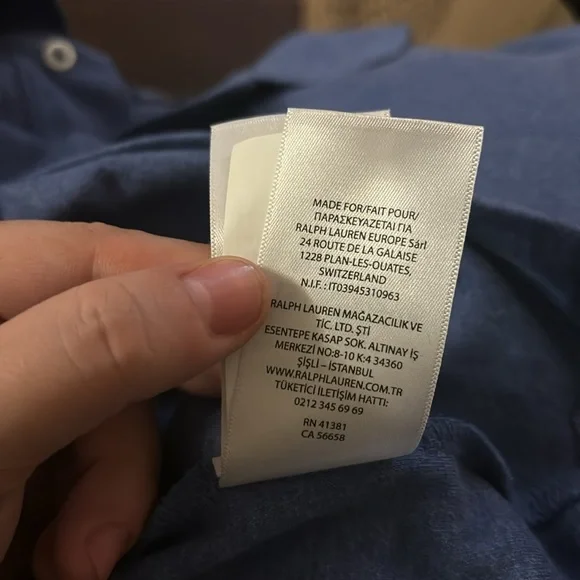 MADE FOR/FAIT POUR/
ΠΑΡΑΣΚΕΥΑΖΕΤΑΙ ΓΙΑ
RALPH LAUREN EUROPE Sàrl
24 ROUTE DE LA GALAISE
1228 PLAN-LES-OUATES,
SWITZERLAND
N.I.F. : IT03945310963
RALPH LAUREN MAĞAZACILIK VE
TİC. LTD. ŞTİ
ESENTEPE KASAP SOK. ALTINAY İŞ
MERKEZİ NO:8-10 K:4 34360
ŞİŞLİ – İSTANBUL
WWW.RALPHLAUREN.COM.TR
TÜKETİCİ İLETİŞİM HATTI:
0212 345 69 69
RN 41381
CA 56658